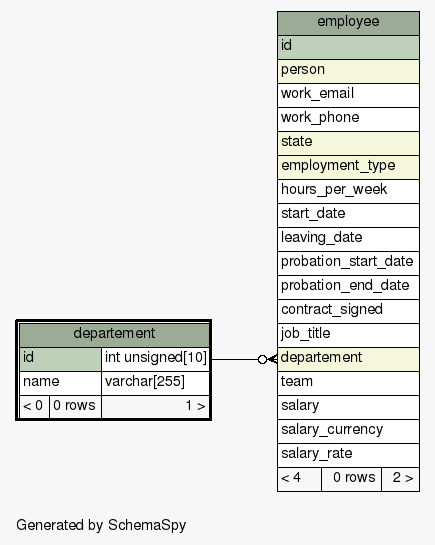 employee
id
person
work_email
work_phone
state
employment_type
hours_per_week
start_date
leaving_date
probation_start_date
probation_end_date
contract_signed
job_title
departement
team
salary
salary_currency
salary_rate
< 4 0 rows 2 >
departement
id int unsigned[10]
name varchar[255]
< 0 0 rows 1 >
Generated by SchemaSpy